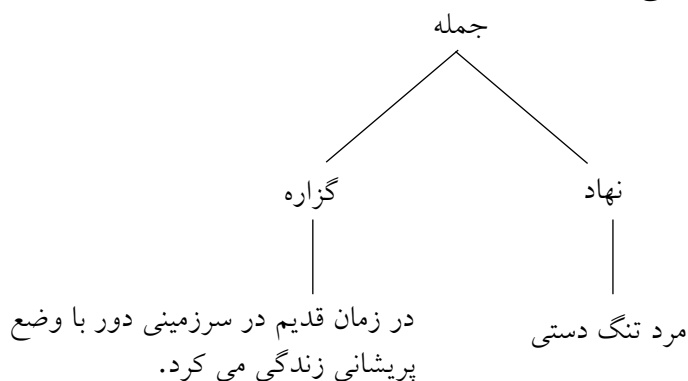 جمله
نهاد
گزاره
مرد تنگ دستی
در زمان قدیم در سرزمینی دور با وضع
پریشانی زندگی می کرد.